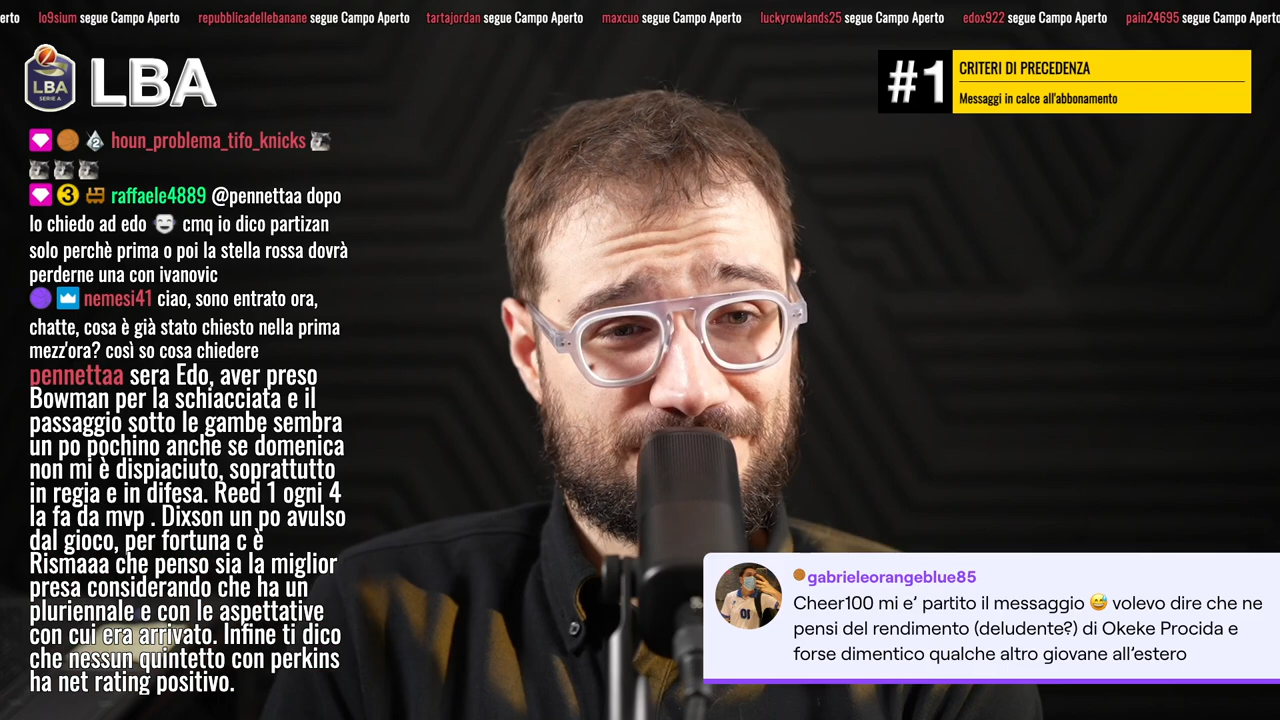 erto lo9sium segue Campo Aperto repubblicadellebanane segue Campo Aperto tartajordan segue Campo Aperto maxcuo segue Campo Aperto luckyrowlands25 segue Campo Aperto edox922 segue Campo Aperto pain24695 segue Campo Aperto
LBA
SERIE A
LBA
#1
CRITERI DI PRECEDENZA
Messaggi in calce all'abbonamento
2 houn_problema_tifo_knicks
3 raffaele4889 @pennettaa dopo
lo chiedo ad edo cmq io dico partizan
solo perchè prima o poi la stella rossa dovrà
perderne una con ivanovic
nemesi41 ciao, sono entrato ora,
chatte, cosa è già stato chiesto nella prima
mezz'ora? così so cosa chiedere
pennettaa sera Edo, aver preso
Bowman per la schiacciata e il
passaggio sotto le gambe sembra
un po pochino anche se domenica
non mi è dispiaciuto, soprattutto
in regia e in difesa. Reed 1 ogni 4
la fa da mvp . Dixson un po avulso
dal gioco, per fortuna c è
Rismaaa che penso sia la miglior
presa considerando che ha un
pluriennale e con le aspettative
con cui era arrivato. Infine ti dico
che nessun quintetto con perkins
ha net rating positivo.
gabrieleorangeblue85
Cheer100 mi e' partito il messaggio 😅 volevo dire che ne
pensi del rendimento (deludente?) di Okeke Procida e
forse dimentico qualche altro giovane all'estero